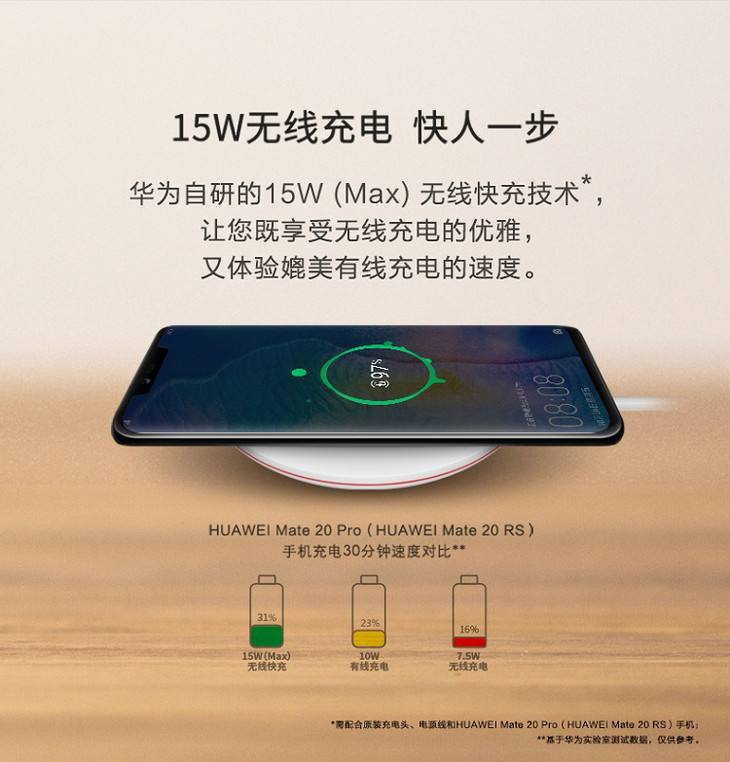 15W无线充电 快人一步
华为自研的15W (Max) 无线快充技术*，
让您既享受无线充电的优雅，
又体验媲美有线充电的速度。
97%
08:08
HUAWEI Mate 20 Pro（HUAWEI Mate 20 RS）
手机充电30分钟速度对比**
31% 23% 16%
15W(Max) 10W 7.5W
无线快充 有线充电 无线充电
*需配合原装充电头、电源线和HUAWEI Mate 20 Pro（HUAWEI Mate 20 RS）手机；
**基于华为实验室测试数据，仅供参考。